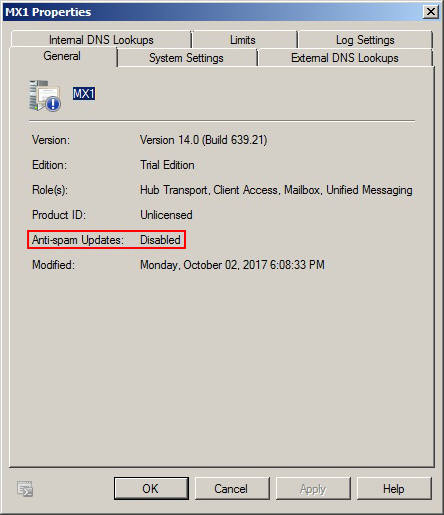 MX1 Properties
Internal DNS Lookups Limits Log Settings
General System Settings External DNS Lookups
MX1
Version: Version 14.0 (Build 639.21)
Edition: Trial Edition
Role(s): Hub Transport, Client Access, Mailbox, Unified Messaging
Product ID: Unlicensed
Anti-spam Updates: Disabled
Modified: Monday, October 02, 2017 6:08:33 PM
OK Cancel Apply Help